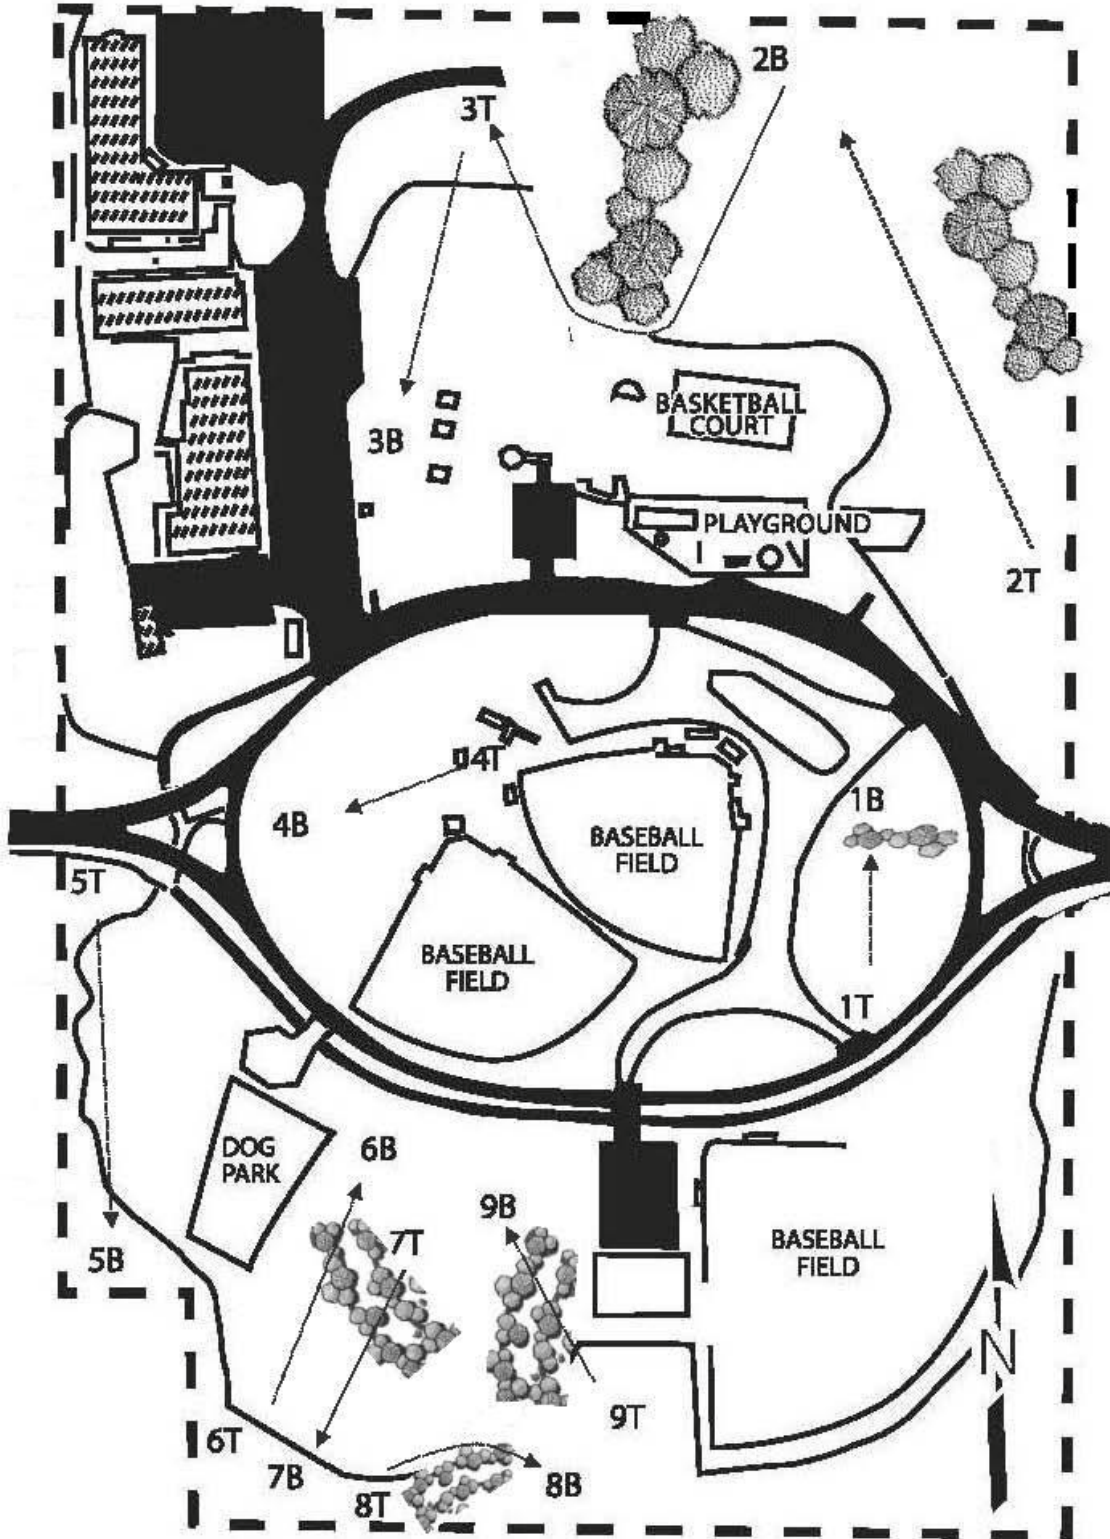 2B
3T
BASKETBALL
COURT
3B
PLAYGROUND
2T
4T
1B
4B
BASEBALL
FIELD
5T
BASEBALL
FIELD
1T
DOG
PARK
6B
9B
7T
5B
BASEBALL
FIELD
N
9T
6T
7B
8B
8T